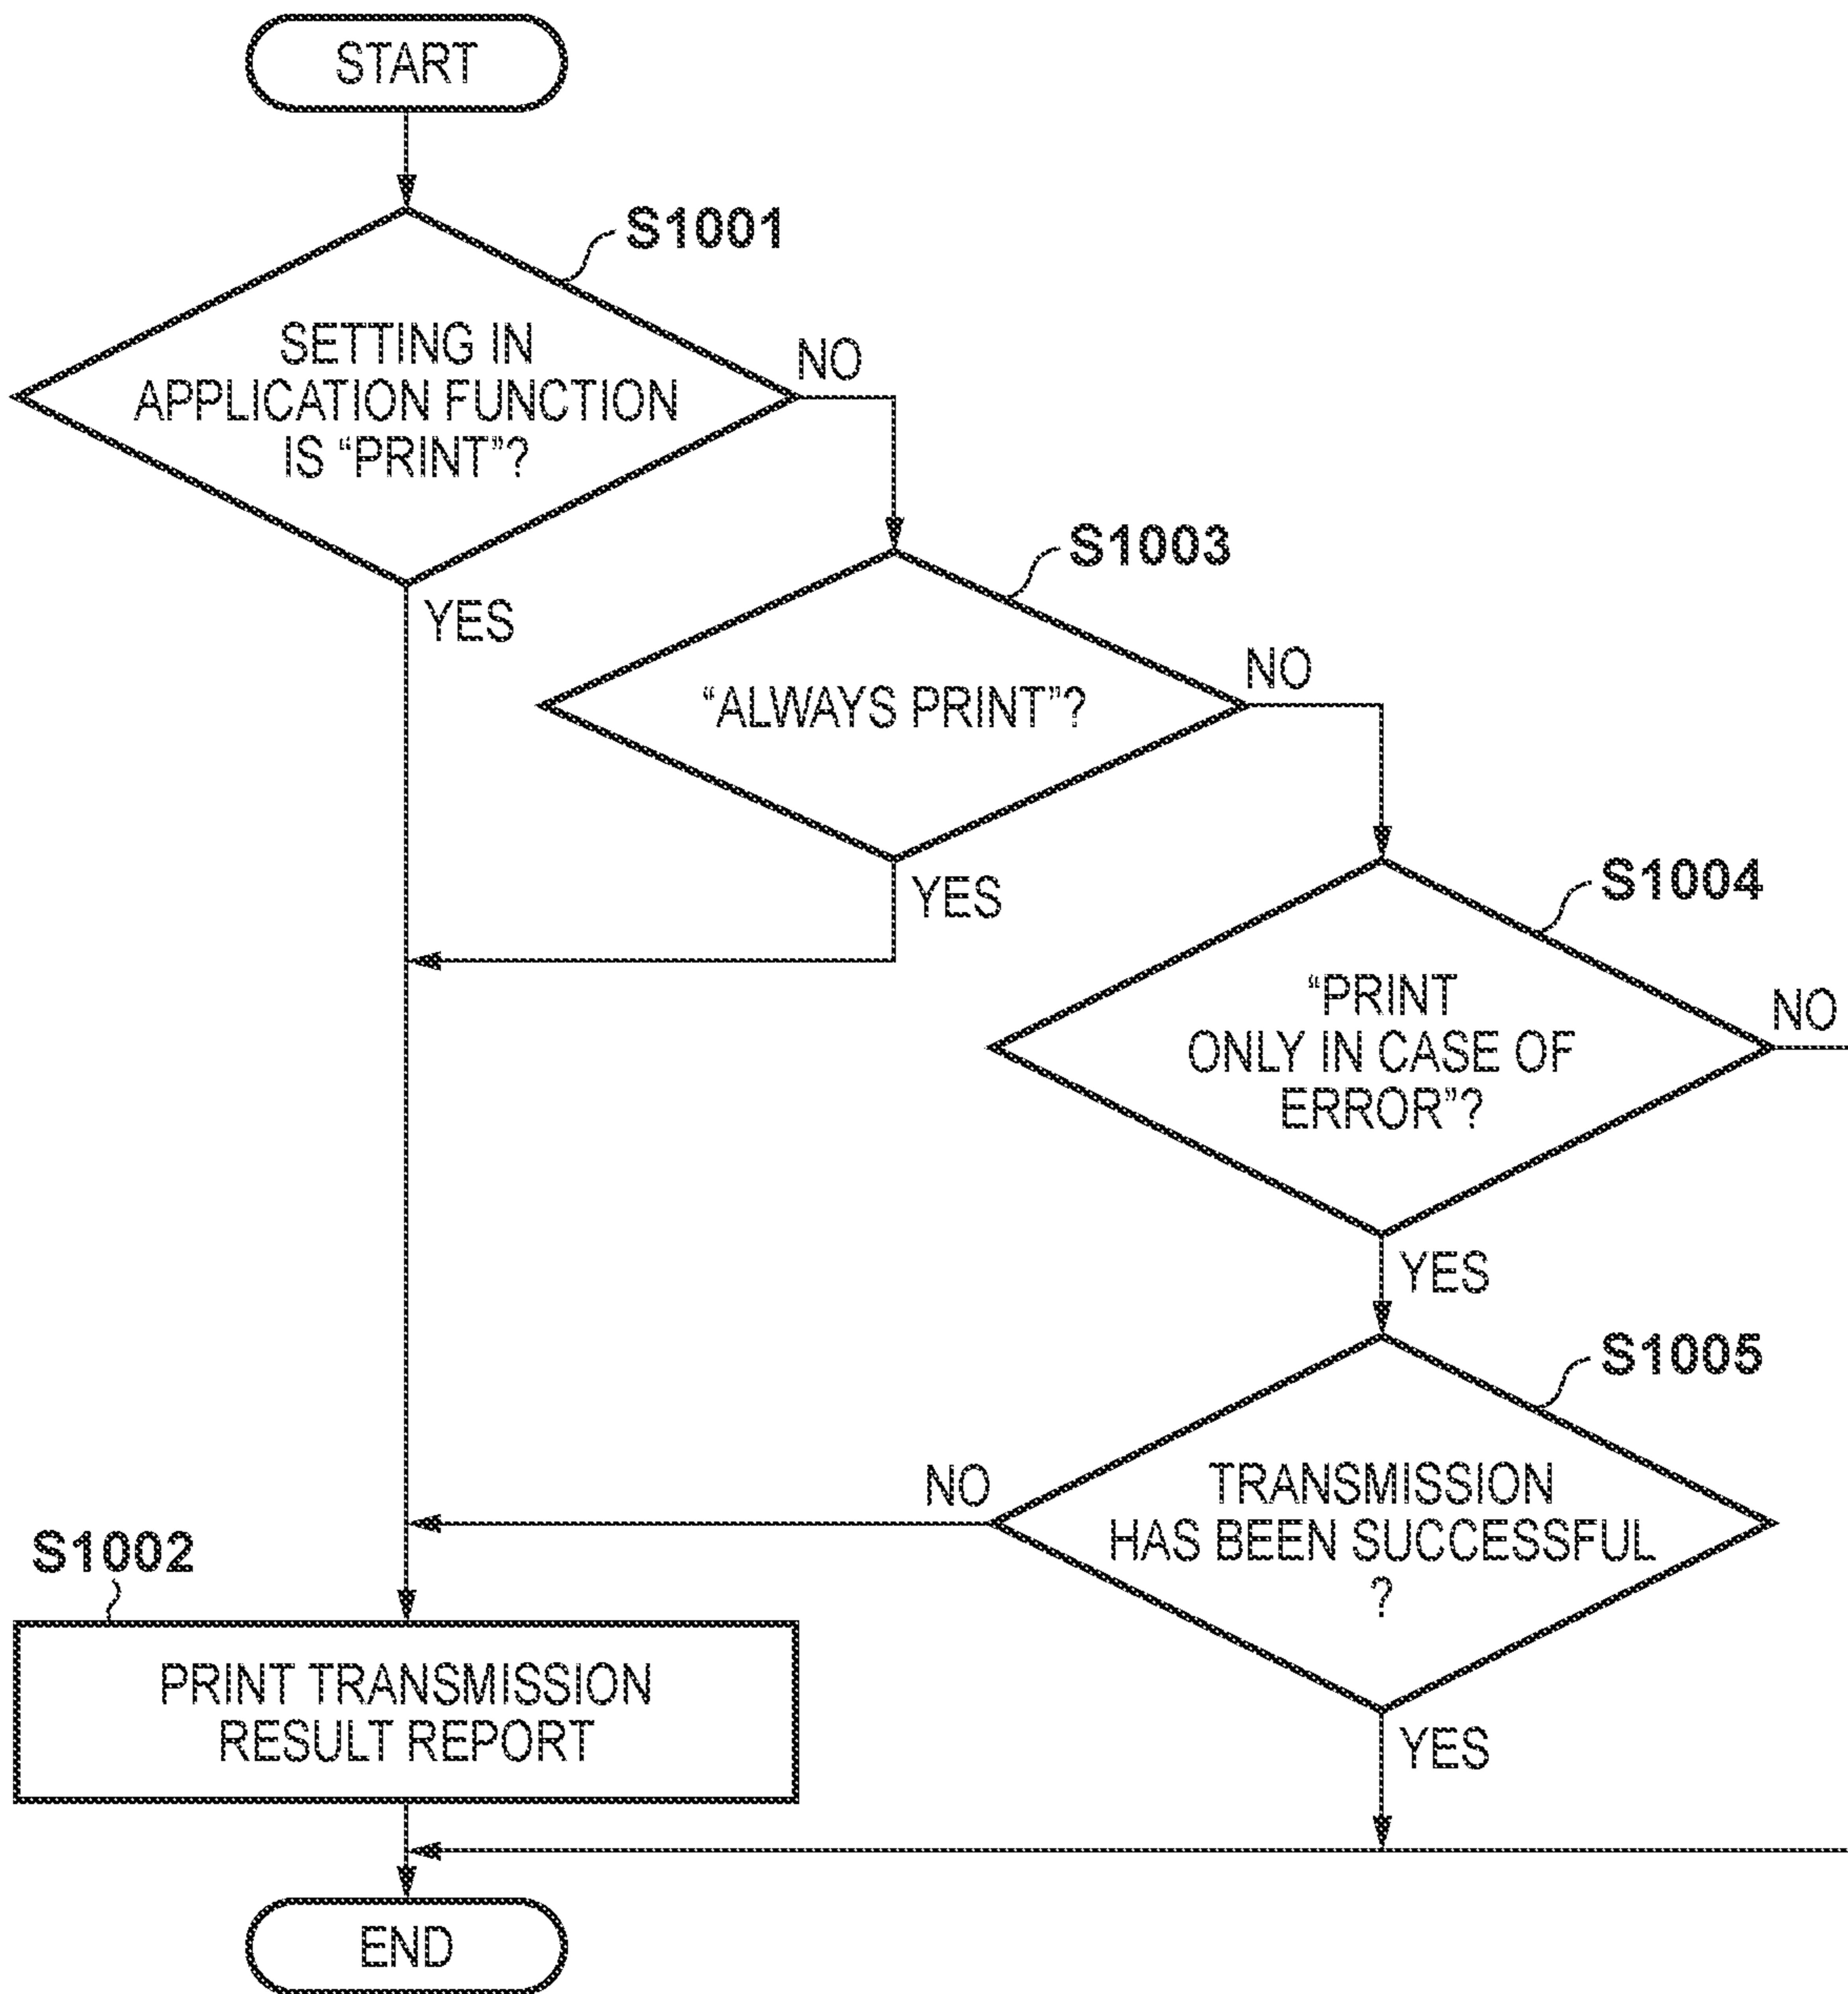 START
S1001
SETTING IN
APPLICATION FUNCTION
IS “PRINT”?
NO
YES
S1003
“ALWAYS PRINT”?
NO
YES
S1004
“PRINT
ONLY IN CASE OF
ERROR”?
NO
YES
S1005
TRANSMISSION
HAS BEEN SUCCESSFUL
?
NO
YES
S1002
PRINT TRANSMISSION
RESULT REPORT
END